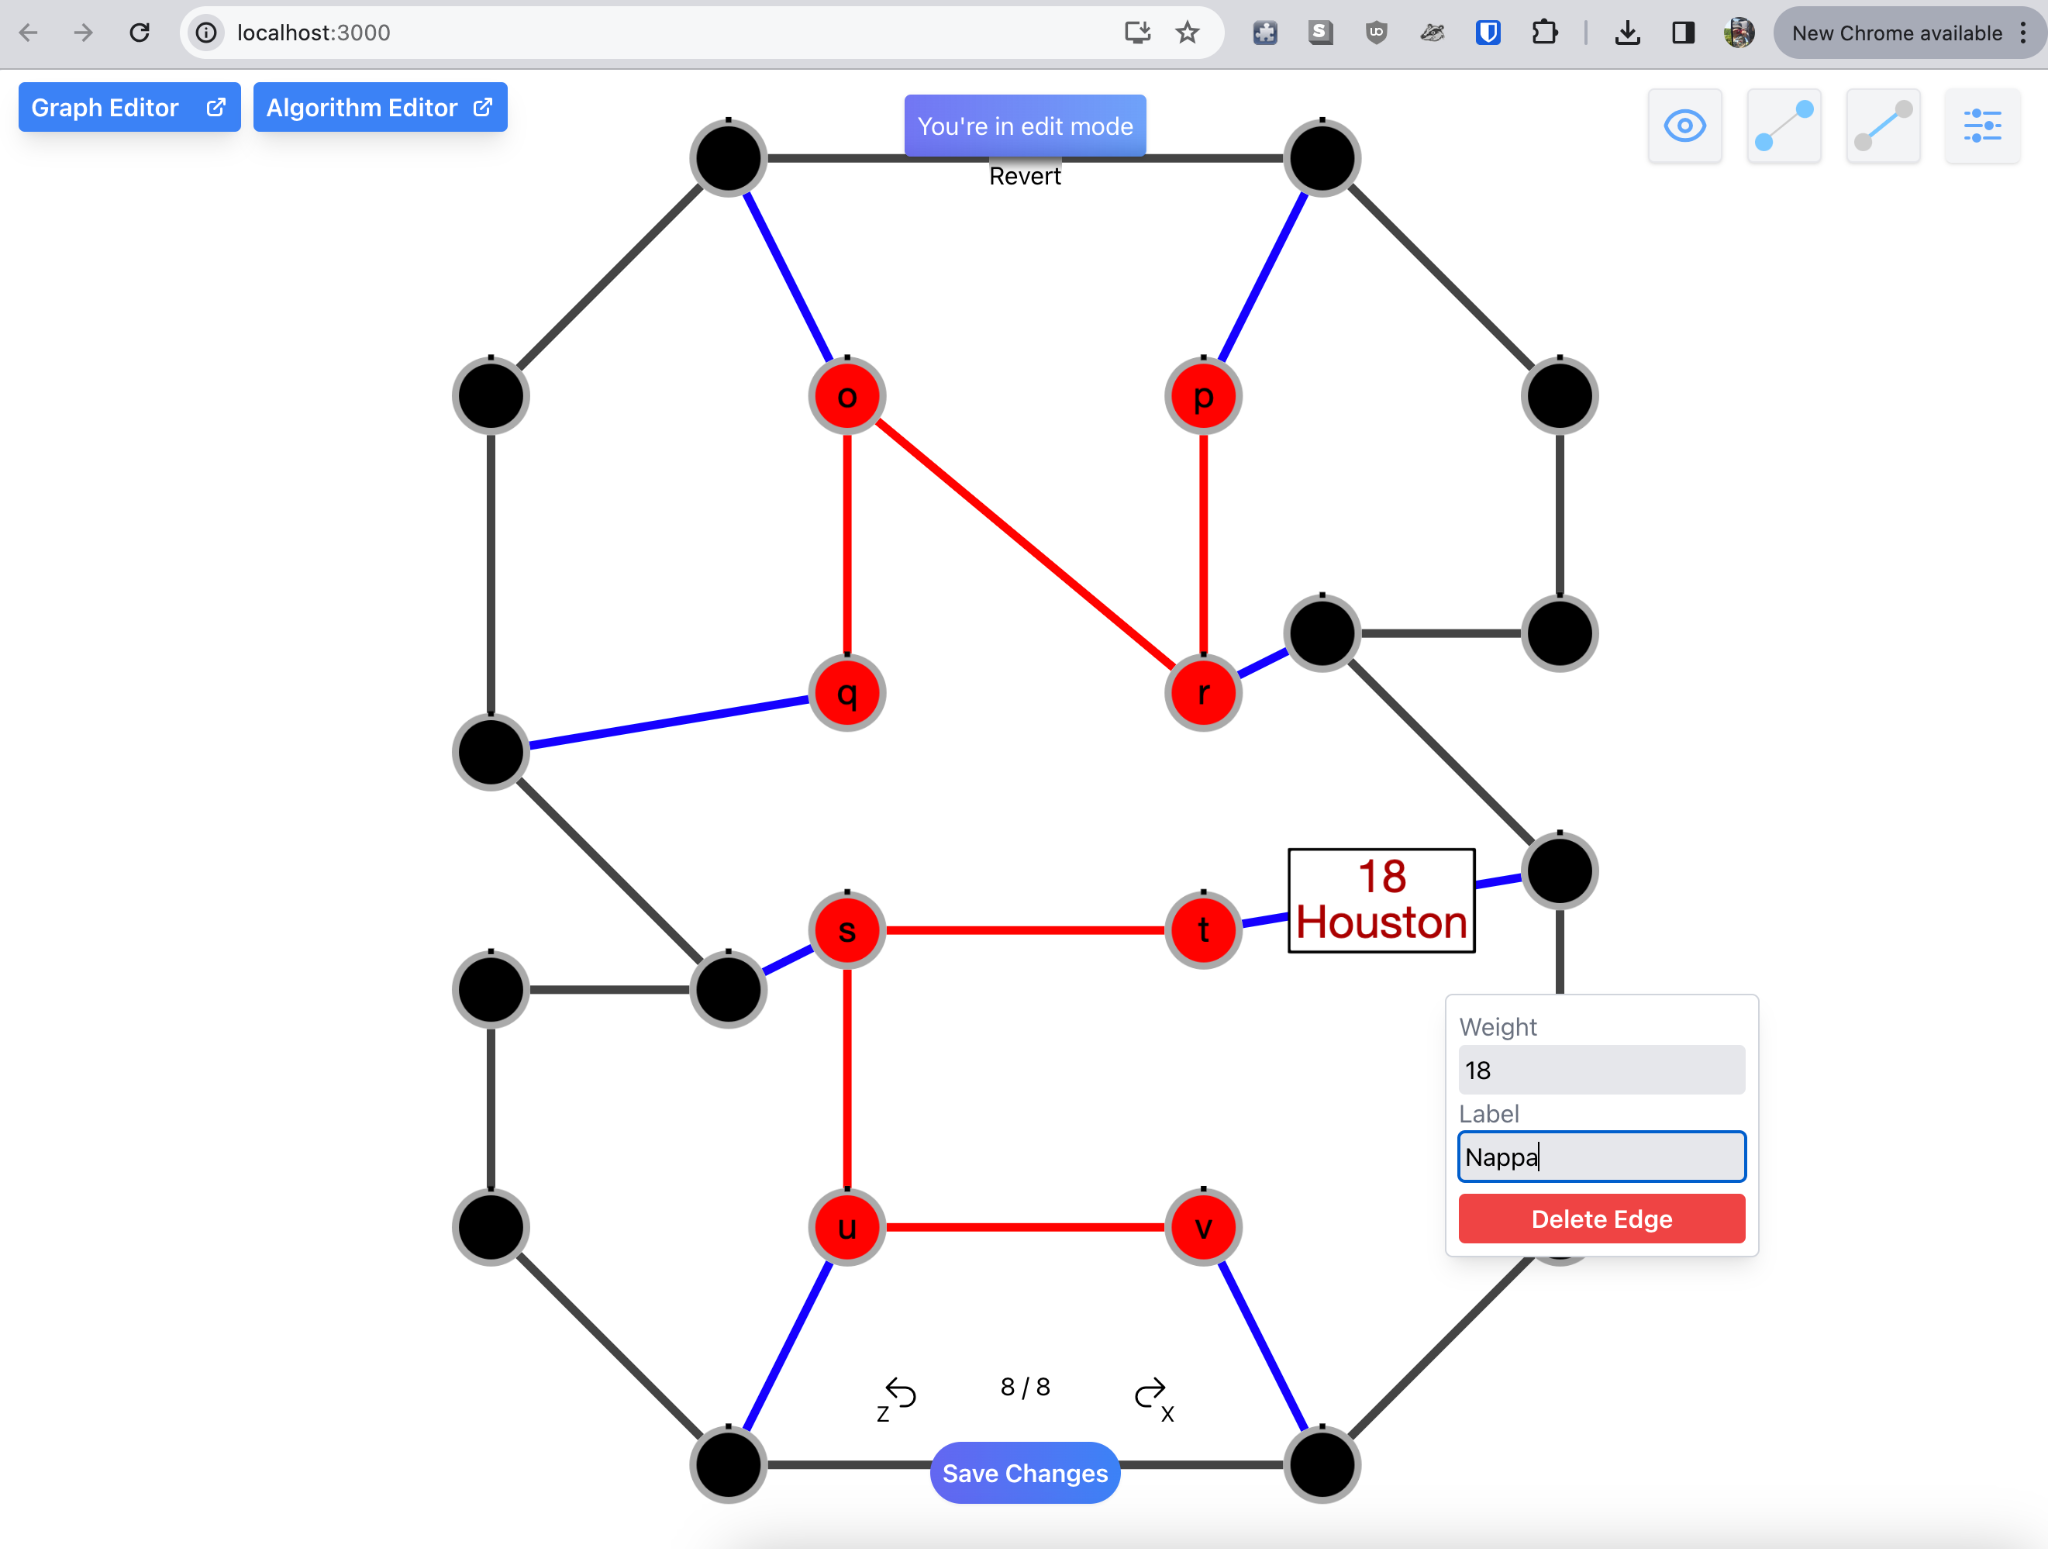 localhost:3000
New Chrome available
Graph Editor
Algorithm Editor
You're in edit mode
Revert
o
p
q
r
s
t
18
Houston
Weight
18
Label
Nappa
Delete Edge
u
v
Z
8 / 8
X
Save Changes